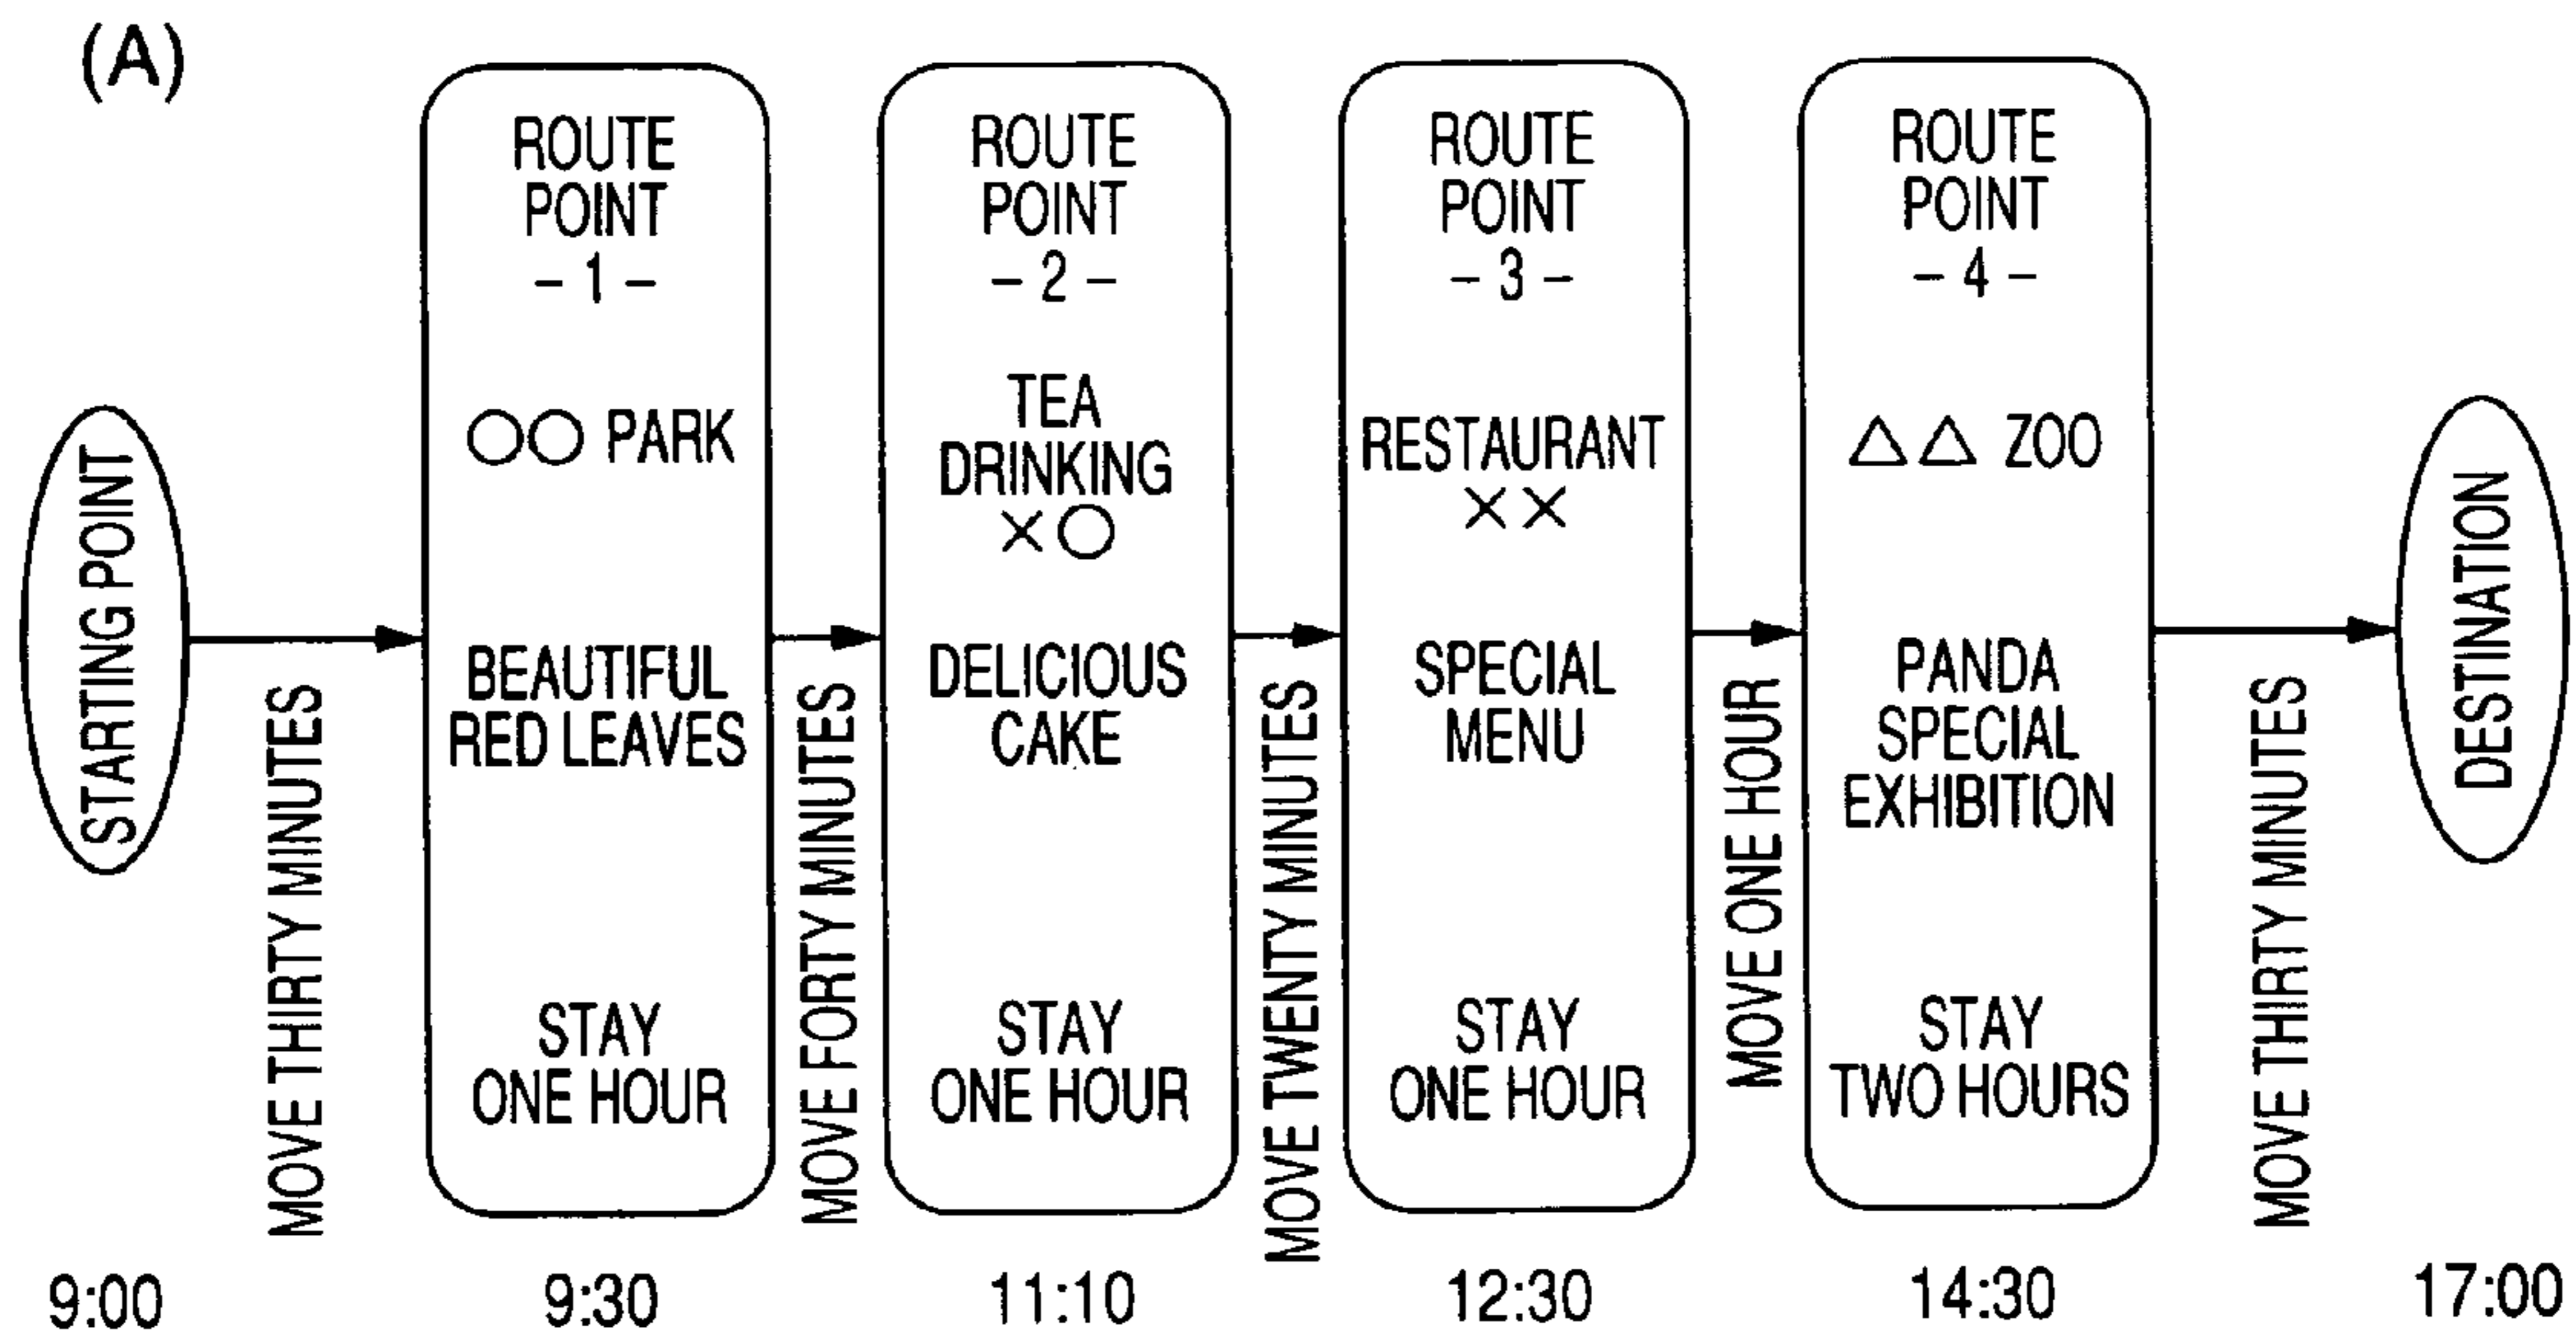 (A)
STARTING POINT
MOVE THIRTY MINUTES
ROUTE
POINT
– 1 –
○○ PARK
BEAUTIFUL
RED LEAVES
STAY
ONE HOUR
MOVE FORTY MINUTES
ROUTE
POINT
– 2 –
TEA
DRINKING
×○
DELICIOUS
CAKE
STAY
ONE HOUR
MOVE TWENTY MINUTES
ROUTE
POINT
– 3 –
RESTAURANT
××
SPECIAL
MENU
STAY
ONE HOUR
MOVE ONE HOUR
ROUTE
POINT
– 4 –
△△ ZOO
PANDA
SPECIAL
EXHIBITION
STAY
TWO HOURS
MOVE THIRTY MINUTES
DESTINATION
9:00
9:30
11:10
12:30
14:30
17:00